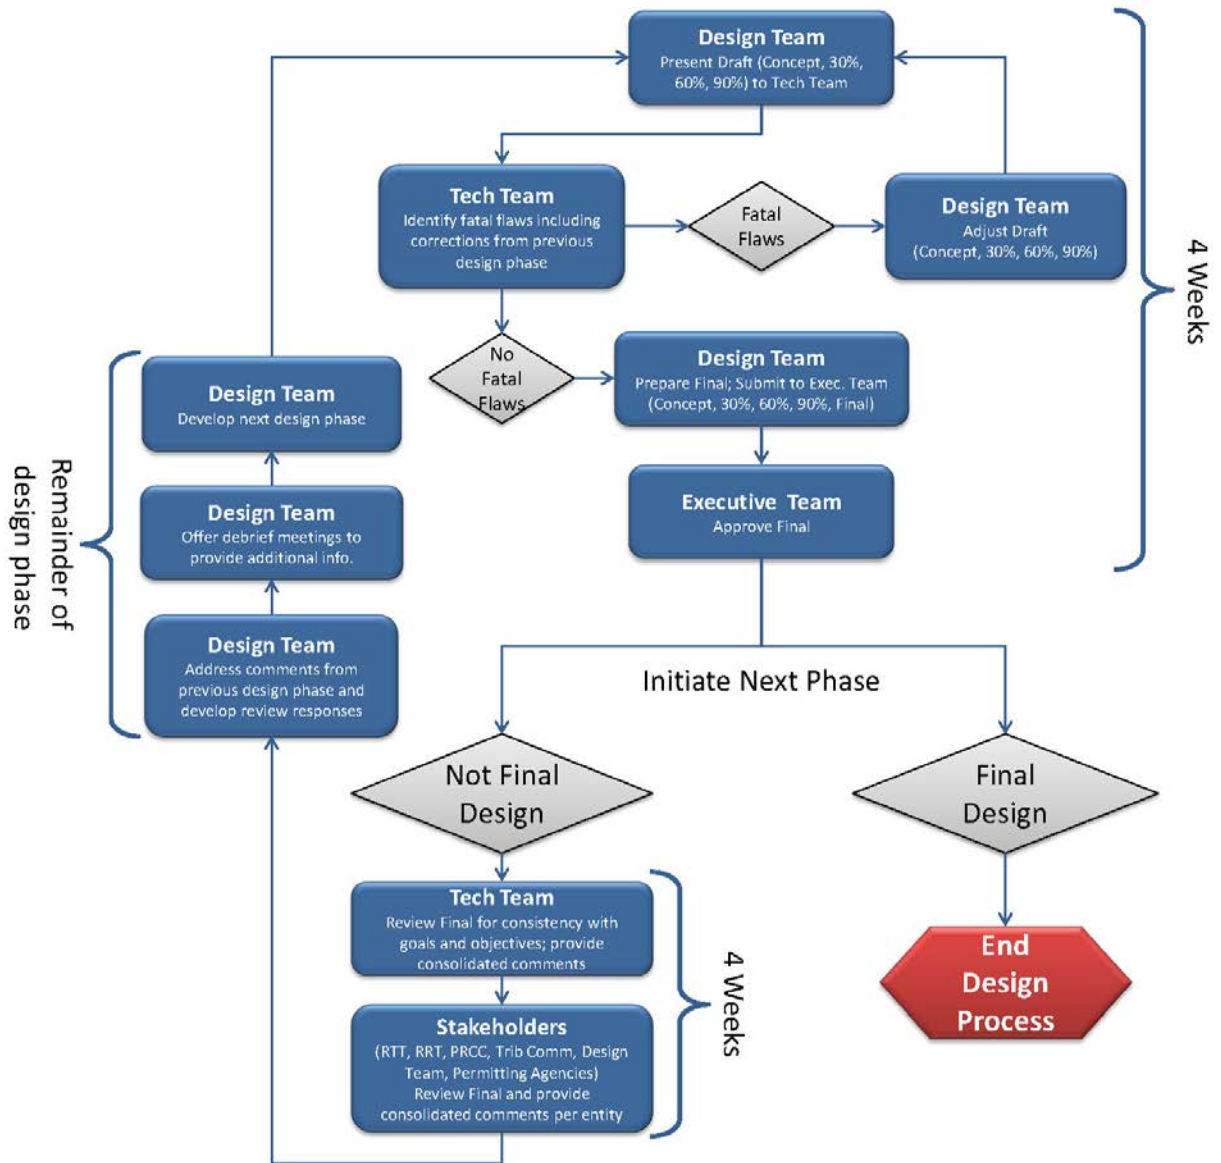 Design Team
Present Draft (Concept, 30%,
60%, 90%) to Tech Team
Tech Team
Identify fatal flaws including
corrections from previous
design phase
Fatal
Flaws
Design Team
Adjust Draft
(Concept, 30%, 60%, 90%)
4 Weeks
No
Fatal
Flaws
Design Team
Prepare Final; Submit to Exec. Team
(Concept, 30%, 60%, 90%, Final)
Executive Team
Approve Final
Design Team
Develop next design phase
Design Team
Offer debrief meetings to
provide additional info.
Design Team
Address comments from
previous design phase and
develop review responses
Remainder of
design phase
Initiate Next Phase
Not Final
Design
Final
Design
Tech Team
Review Final for consistency with
goals and objectives; provide
consolidated comments
Stakeholders
(RTT, RRT, PRCC, Trib Comm, Design
Team, Permitting Agencies)
Review Final and provide
consolidated comments per entity
4 Weeks
End
Design
Process